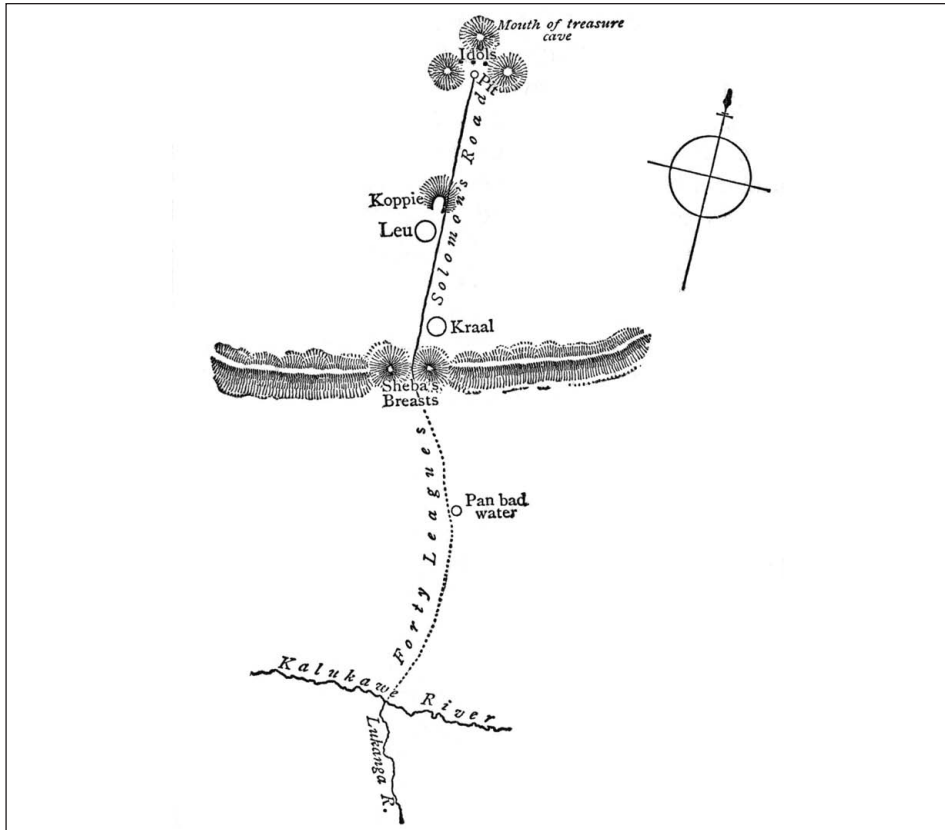 Mouth of treasure
cave
Idols
Pit
Solomon's Road
Koppie
Leu
Kraal
Sheba's
Breasts
Forty Leagues
Pan bad
water
Kalukawe River
Lukanga R.